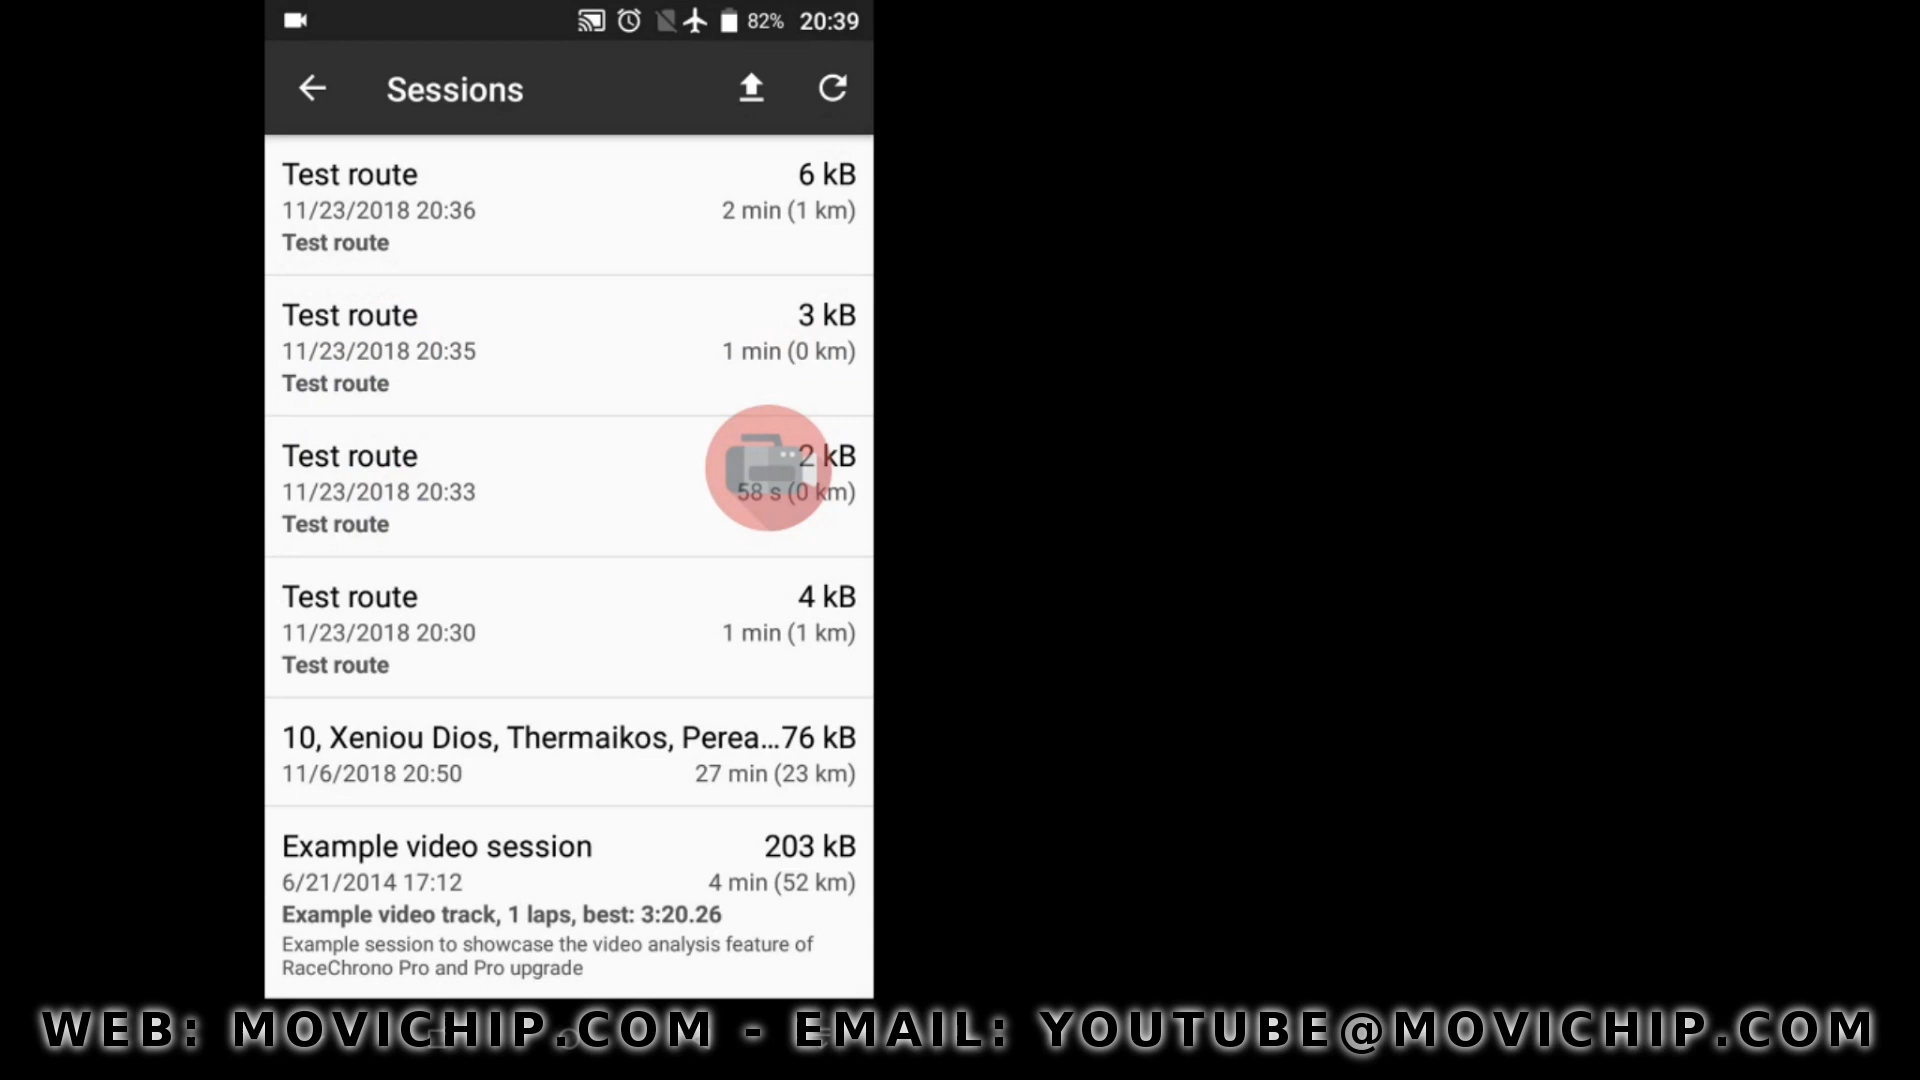 82% 20:39
Sessions
Test route 6 kB
11/23/2018 20:36 2 min (1 km)
Test route
Test route 3 kB
11/23/2018 20:35 1 min (0 km)
Test route
Test route 2 kB
11/23/2018 20:33 58 s (0 km)
Test route
Test route 4 kB
11/23/2018 20:30 1 min (1 km)
Test route
10, Xeniou Dios, Thermaikos, Perea...76 kB
11/6/2018 20:50 27 min (23 km)
Example video session 203 kB
6/21/2014 17:12 4 min (52 km)
Example video track, 1 laps, best: 3:20.26
Example session to showcase the video analysis feature of
RaceChrono Pro and Pro upgrade
WEB: MOVICHIP.COM - EMAIL: YOUTUBE@MOVICHIP.COM